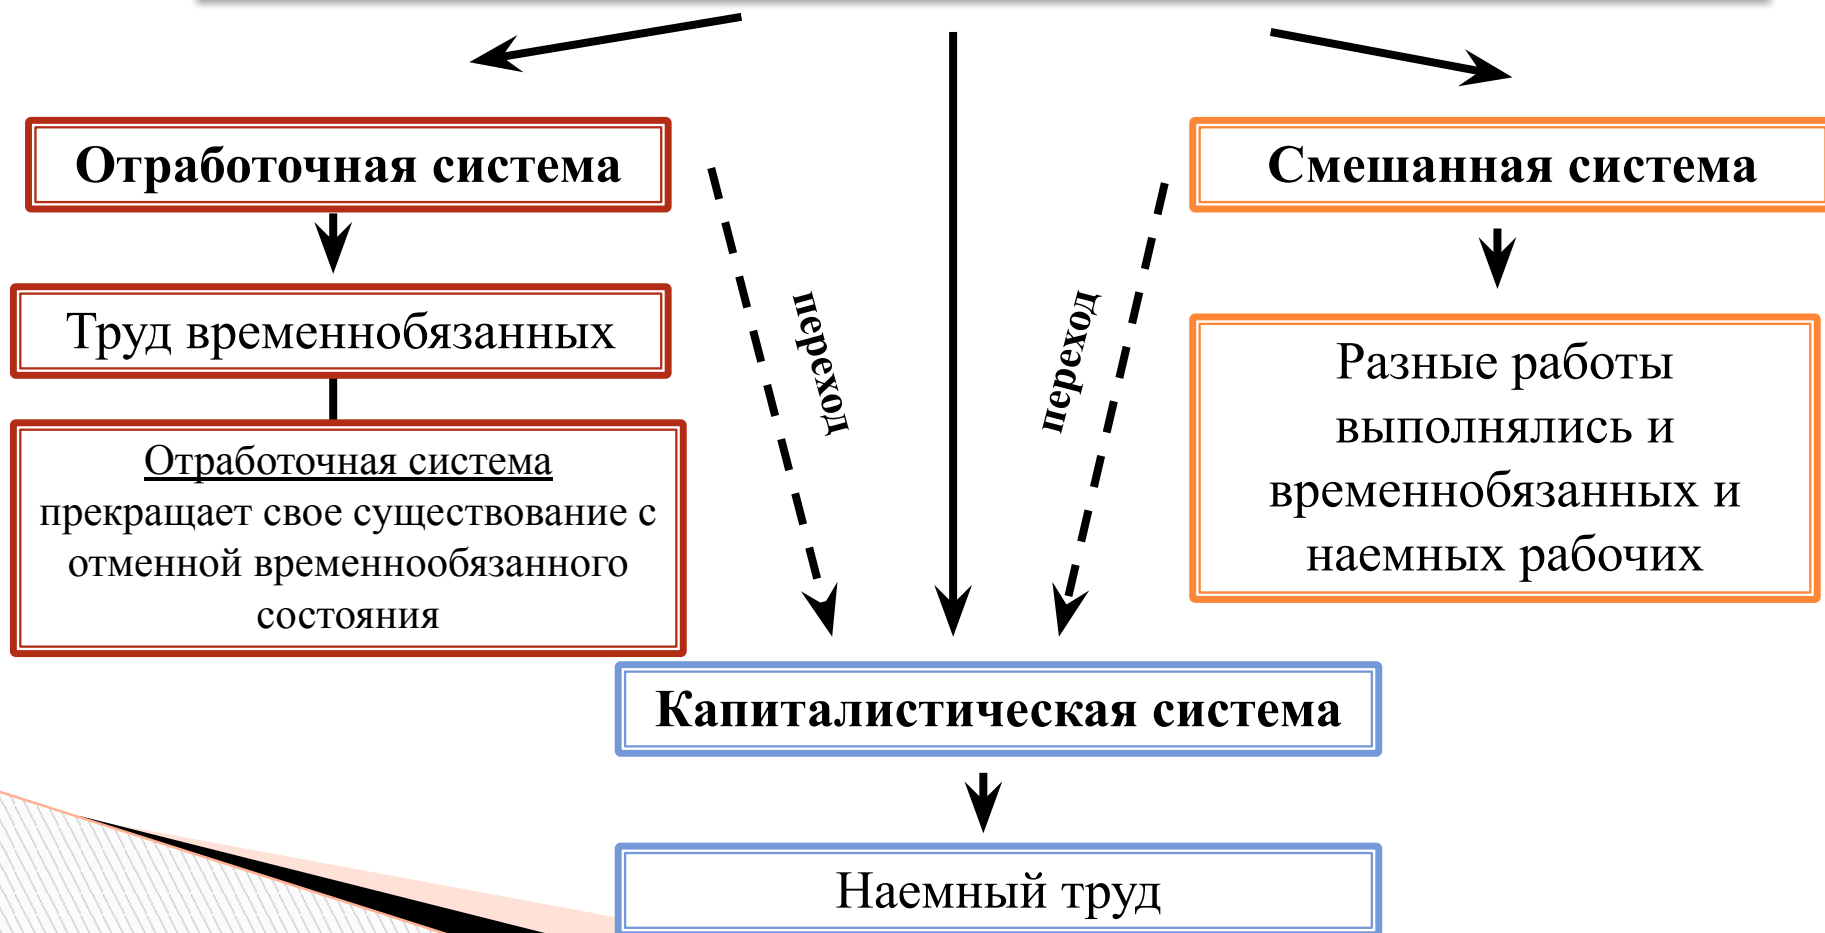 Отработочная система
Труд временнобязанных
Отработочная система
прекращает свое существование с
отменной временнообязанного
состояния
переход
переход
Смешанная система
Разные работы
выполнялись и
временнобязанных и
наемных рабочих
Капиталистическая система
Наемный труд